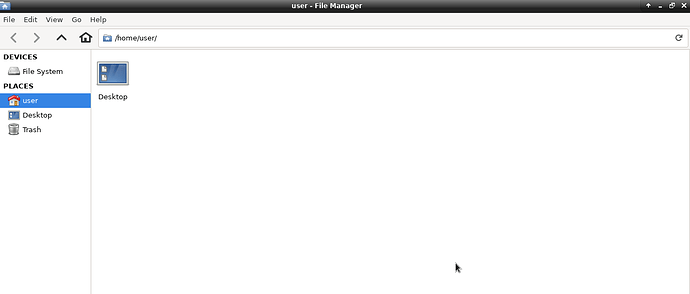 user - File Manager
File Edit View Go Help
/home/user/
DEVICES
File System
PLACES
user
Desktop
Trash
Desktop